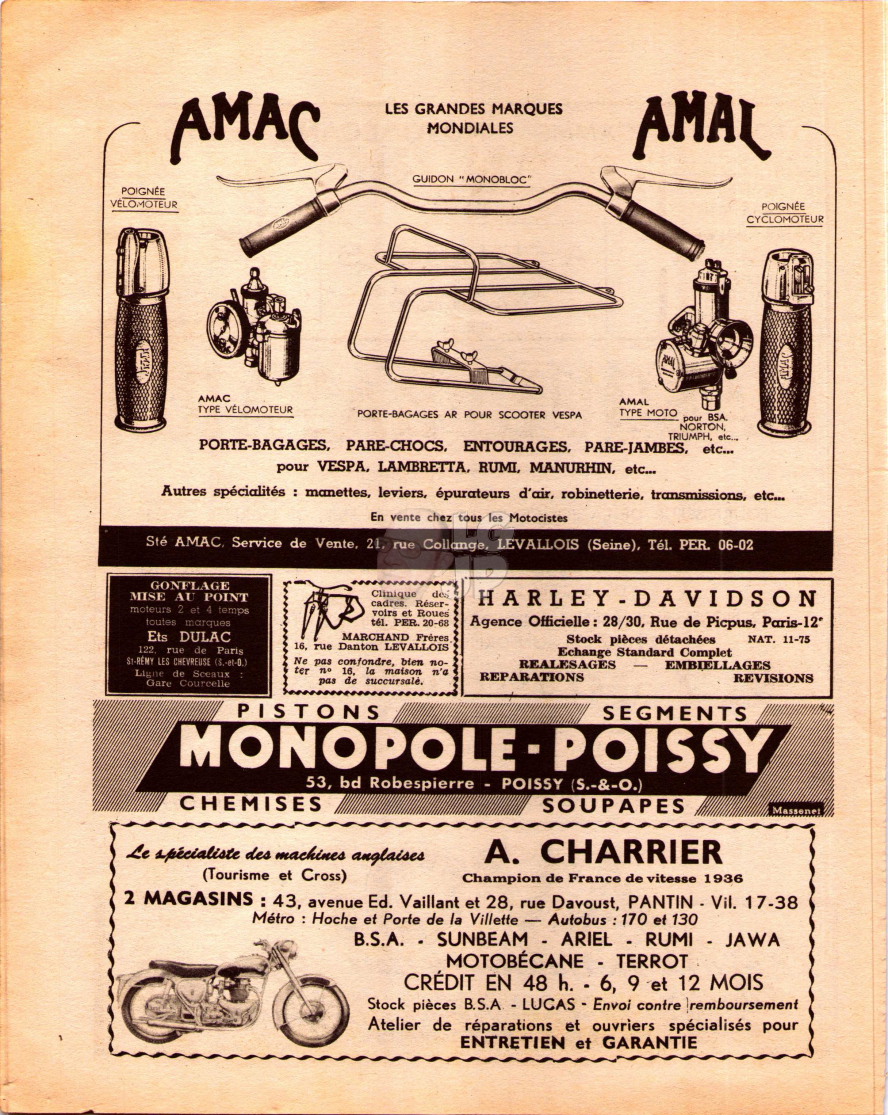 AMAC
LES GRANDES MARQUES
MONDIALES
AMAL
POIGNÉE
VÉLOMOTEUR
GUIDON "MONOBLOC"
POIGNÉE
CYCLOMOTEUR
AMAC
TYPE VÉLOMOTEUR
PORTE-BAGAGES AR POUR SCOOTER VESPA
AMAL
TYPE MOTO pour BSA.
NORTON,
TRIUMPH, etc...
PORTE-BAGAGES, PARE-CHOCS, ENTOURAGES, PARE-JAMBES, etc...
pour VESPA, LAMBRETTA, RUMI, MANURHIN, etc...
Autres spécialités : manettes, leviers, épurateurs d'air, robinetterie, transmissions, etc...
En vente chez tous les Motocistes
Sté AMAC, Service de Vente, 21, rue Collange, LEVALLOIS (Seine), Tél. PER. 06-02
GONFLAGE
MISE AU POINT
moteurs 2 et 4 temps
toutes marques
Ets DULAC
122, rue de Paris
St-RÉMY LES CHEVREUSE (S.-et-O.)
Ligne de Sceaux :
Gare Courcelle
Clinique des
cadres. Réser-
voirs et Roues
tél. PER. 20-68
MARCHAND Frères
16, rue Danton LEVALLOIS
Ne pas confondre, bien no-
ter n° 16, la maison n'a
pas de succursale.
HARLEY-DAVIDSON
Agence Officielle : 28/30, Rue de Picpus, Paris-12e
Stock pièces détachées NAT. 11-75
Echange Standard Complet
REALESAGES — EMBIELLAGES
REPARATIONS REVISIONS
PISTONS SEGMENTS
MONOPOLE-POISSY
53, bd Robespierre - POISSY (S.-&-O.)
CHEMISES SOUPAPES
Massenet
Le spécialiste des machines anglaises
(Tourisme et Cross)
A. CHARRIER
Champion de France de vitesse 1936
2 MAGASINS : 43, avenue Ed. Vaillant et 28, rue Davoust, PANTIN - Vil. 17-38
Métro : Hoche et Porte de la Villette — Autobus : 170 et 130
B.S.A. - SUNBEAM - ARIEL - RUMI - JAWA
MOTOBÉCANE - TERROT
CRÉDIT EN 48 h. - 6, 9 et 12 MOIS
Stock pièces B.S.A. - LUCAS - Envoi contre remboursement
Atelier de réparations et ouvriers spécialisés pour
ENTRETIEN et GARANTIE